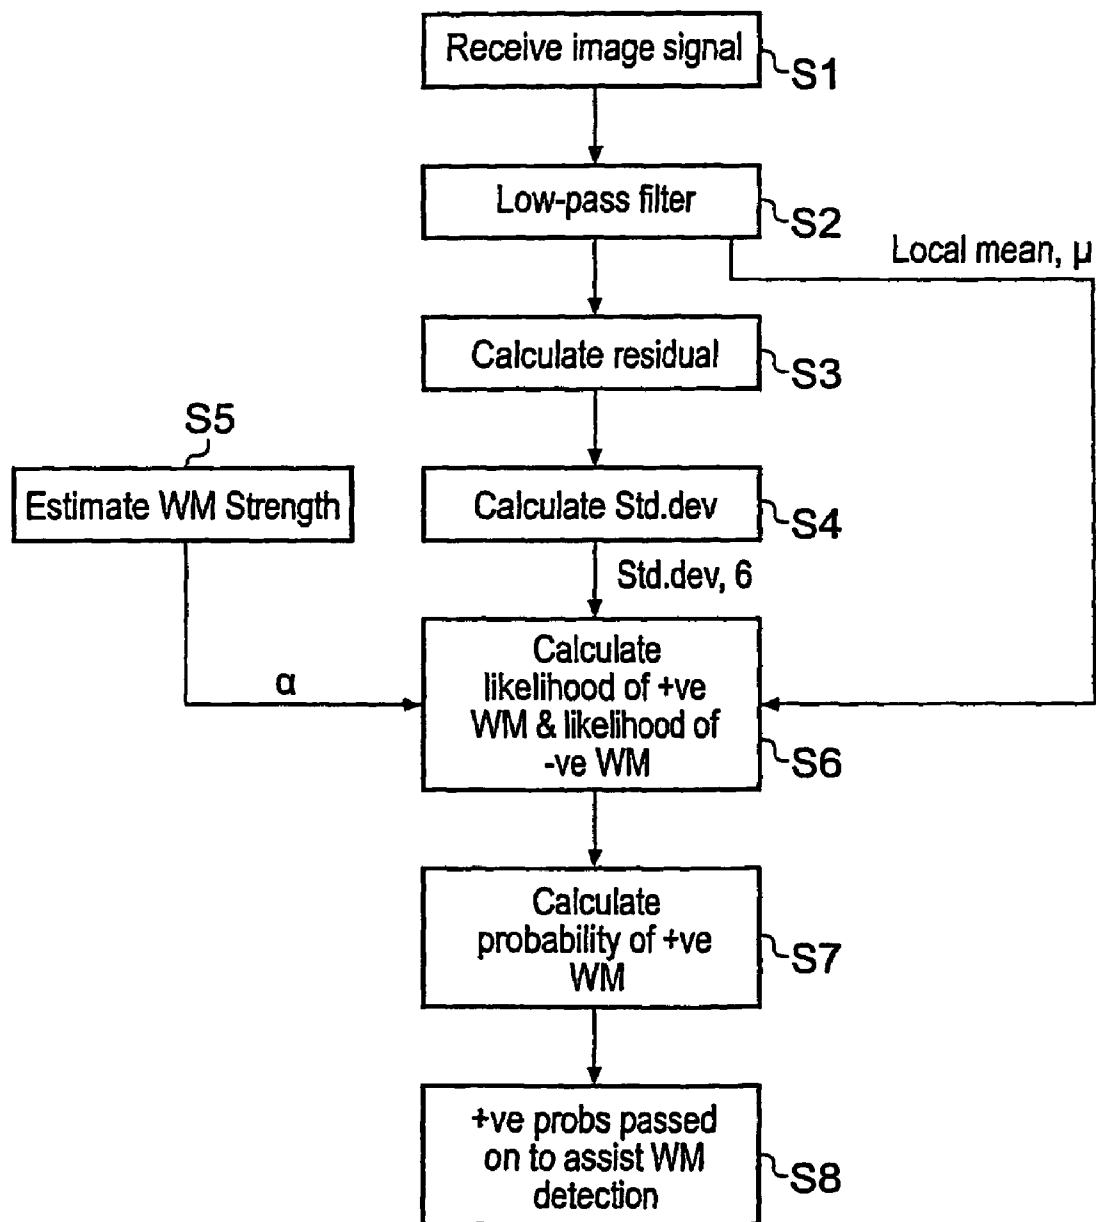 Receive image signal
S1
Low-pass filter
S2
Local mean, μ
Calculate residual
S3
S5
Estimate WM Strength
Calculate Std.dev
S4
Std.dev, 6
α
Calculate
likelihood of +ve
WM & likelihood of
-ve WM
S6
Calculate
probability of +ve
WM
S7
+ve probs passed
on to assist WM
detection
S8